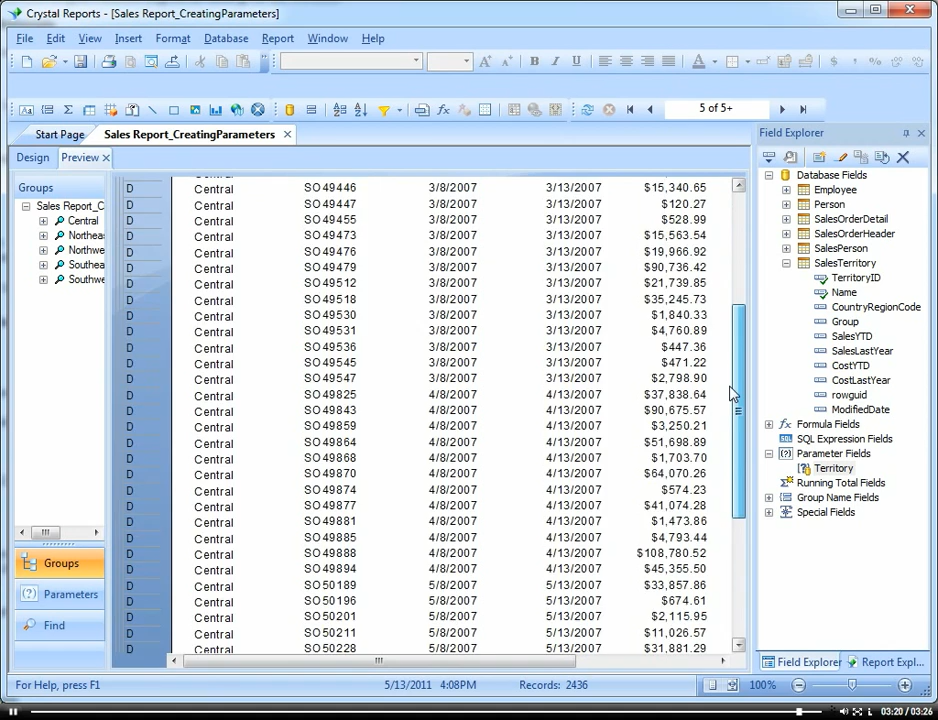 Crystal Reports - [Sales Report_CreatingParameters]
File Edit View Insert Format Database Report Window Help
B I U A $ %
5 of 5+
Start Page Sales Report_CreatingParameters
Design Preview
Groups
Sales Report_C
Central
Northea
Northwe
Southea
Southwe
Groups
Parameters
Find
D Central SO49446 3/8/2007 3/13/2007 $15,340.65
D Central SO49447 3/8/2007 3/13/2007 $120.27
D Central SO49455 3/8/2007 3/13/2007 $528.99
D Central SO49473 3/8/2007 3/13/2007 $15,563.54
D Central SO49476 3/8/2007 3/13/2007 $19,966.92
D Central SO49479 3/8/2007 3/13/2007 $90,736.42
D Central SO49512 3/8/2007 3/13/2007 $21,739.85
D Central SO49518 3/8/2007 3/13/2007 $35,245.73
D Central SO49530 3/8/2007 3/13/2007 $1,840.33
D Central SO49531 3/8/2007 3/13/2007 $4,760.89
D Central SO49536 3/8/2007 3/13/2007 $447.36
D Central SO49545 3/8/2007 3/13/2007 $471.22
D Central SO49547 3/8/2007 3/13/2007 $2,798.90
D Central SO49825 4/8/2007 4/13/2007 $37,838.64
D Central SO49843 4/8/2007 4/13/2007 $90,675.57
D Central SO49859 4/8/2007 4/13/2007 $3,250.21
D Central SO49864 4/8/2007 4/13/2007 $51,698.89
D Central SO49868 4/8/2007 4/13/2007 $1,703.70
D Central SO49870 4/8/2007 4/13/2007 $64,070.26
D Central SO49874 4/8/2007 4/13/2007 $574.23
D Central SO49877 4/8/2007 4/13/2007 $41,074.28
D Central SO49881 4/8/2007 4/13/2007 $1,473.86
D Central SO49885 4/8/2007 4/13/2007 $4,793.44
D Central SO49888 4/8/2007 4/13/2007 $108,780.52
D Central SO49894 4/8/2007 4/13/2007 $45,355.50
D Central SO50189 5/8/2007 5/13/2007 $33,857.86
D Central SO50196 5/8/2007 5/13/2007 $674.61
D Central SO50201 5/8/2007 5/13/2007 $2,115.95
D Central SO50211 5/8/2007 5/13/2007 $11,026.57
D Central SO50228 5/8/2007 5/13/2007 $31,881.29
Field Explorer
Database Fields
Employee
Person
SalesOrderDetail
SalesOrderHeader
SalesPerson
SalesTerritory
TerritoryID
Name
CountryRegionCode
Group
SalesYTD
SalesLastYear
CostYTD
CostLastYear
rowguid
ModifiedDate
Formula Fields
SQL Expression Fields
Parameter Fields
Territory
Running Total Fields
Group Name Fields
Special Fields
Field Explorer Report Expl...
For Help, press F1 5/13/2011 4:08PM Records: 2436 100%
03:20 / 03:26